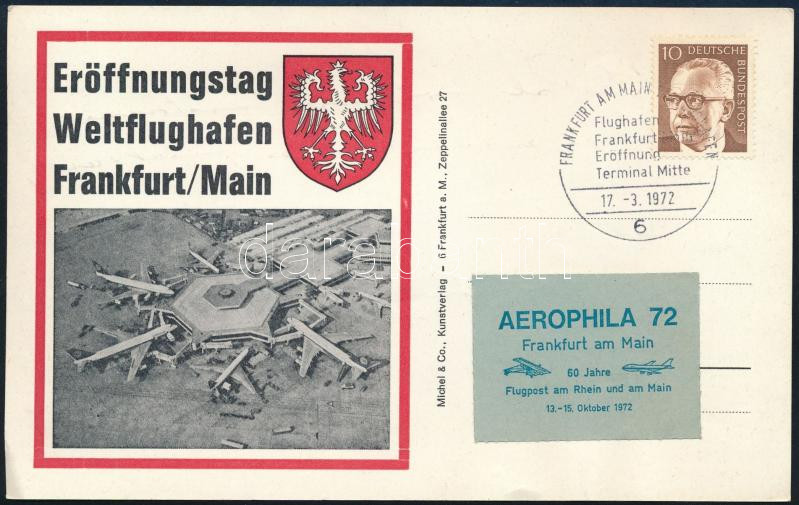 Eröffnungstag
Weltflughafen
Frankfurt/Main
Michel & Co., Kunstverlag – 6 Frankfurt a. M., Zeppelinallee 27
10 DEUTSCHE
BUNDESPOST
FRANKFURT AM MAIN
Flughafen
Frankfurt
Eröffnung
Terminal Mitte
17. -3. 1972
6
AEROPHILA 72
Frankfurt am Main
60 Jahre
Flugpost am Rhein und am Main
13.-15. Oktober 1972